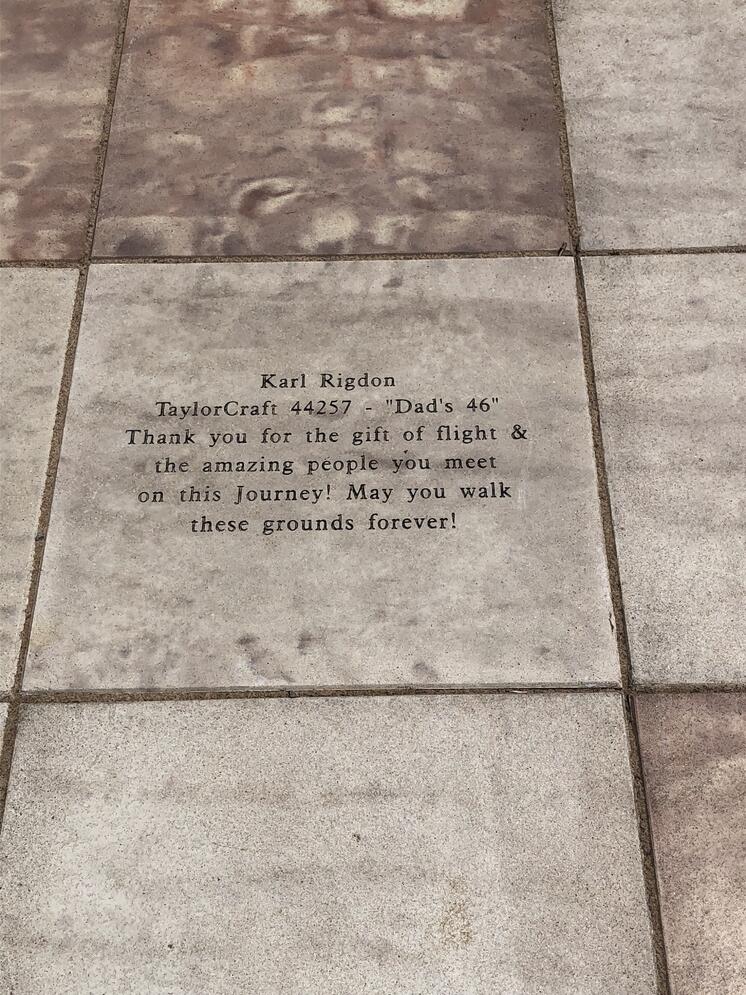 Karl Rigdon
TaylorCraft 44257 - "Dad's 46"
Thank you for the gift of flight &
the amazing people you meet
on this Journey! May you walk
these grounds forever!